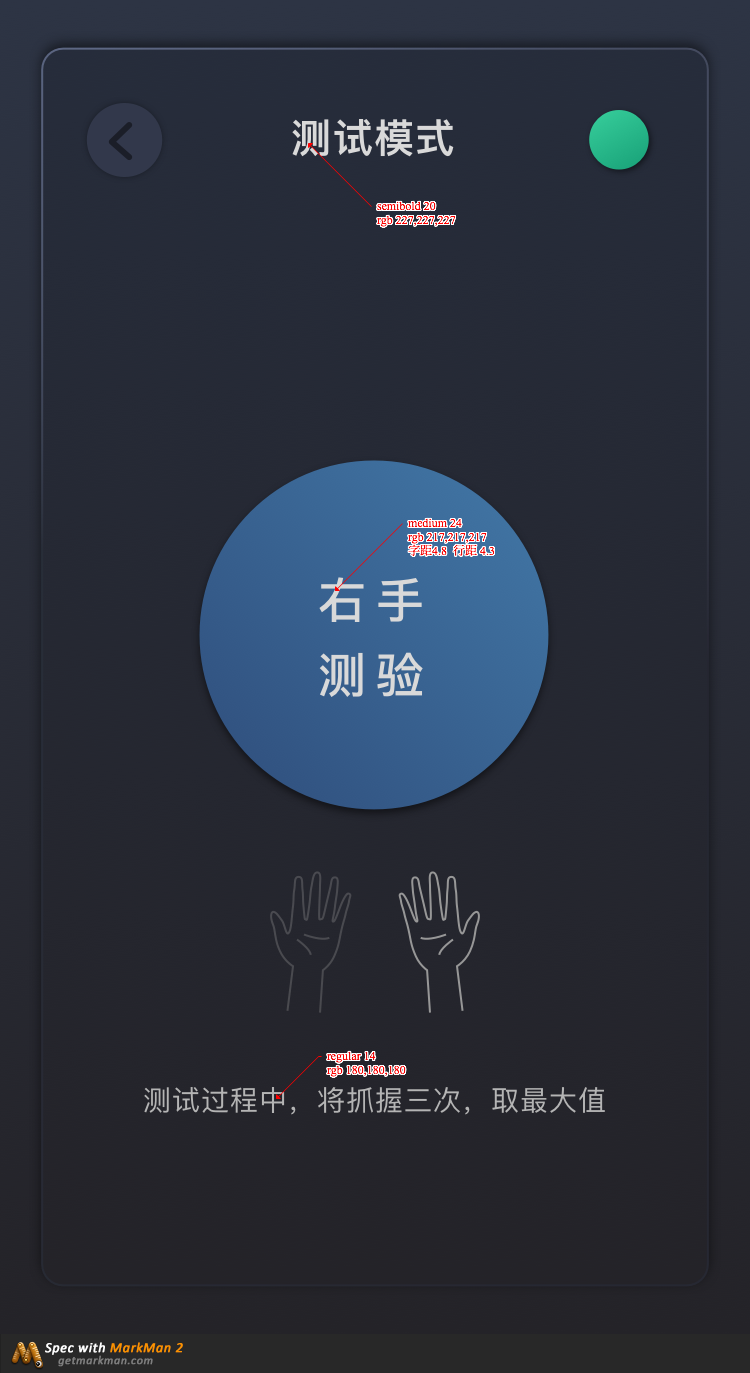 测试模式
semibold 20
rgb 227,227,227
medium 24
rgb 217,217,217
字距4.8 行距 4.3
右手
测验
regular 14
rgb 180,180,180
测试过程中，将抓握三次，取最大值
Spec with MarkMan 2
getmarkman.com